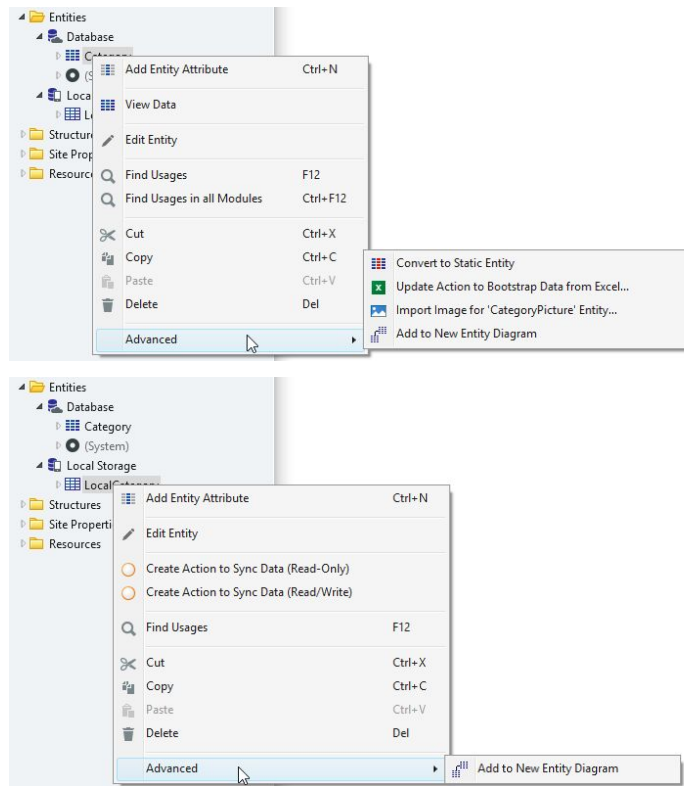 Entities
Database
Add Entity Attribute Ctrl+N
View Data
Edit Entity
Structure
Site Prop
Find Usages F12
Resourc
Find Usages in all Modules Ctrl+F12
Cut Ctrl+X
Copy Ctrl+C
Convert to Static Entity
Paste Ctrl+V
Update Action to Bootstrap Data from Excel...
Delete Del
Import Image for 'CategoryPicture' Entity...
Add to New Entity Diagram
Advanced
Entities
Database
Category
(System)
Local Storage
Add Entity Attribute Ctrl+N
Structures
Site Properti
Edit Entity
Resources
Create Action to Sync Data (Read-Only)
Create Action to Sync Data (Read/Write)
Find Usages F12
Cut Ctrl+X
Copy Ctrl+C
Paste Ctrl+V
Delete Del
Advanced
Add to New Entity Diagram